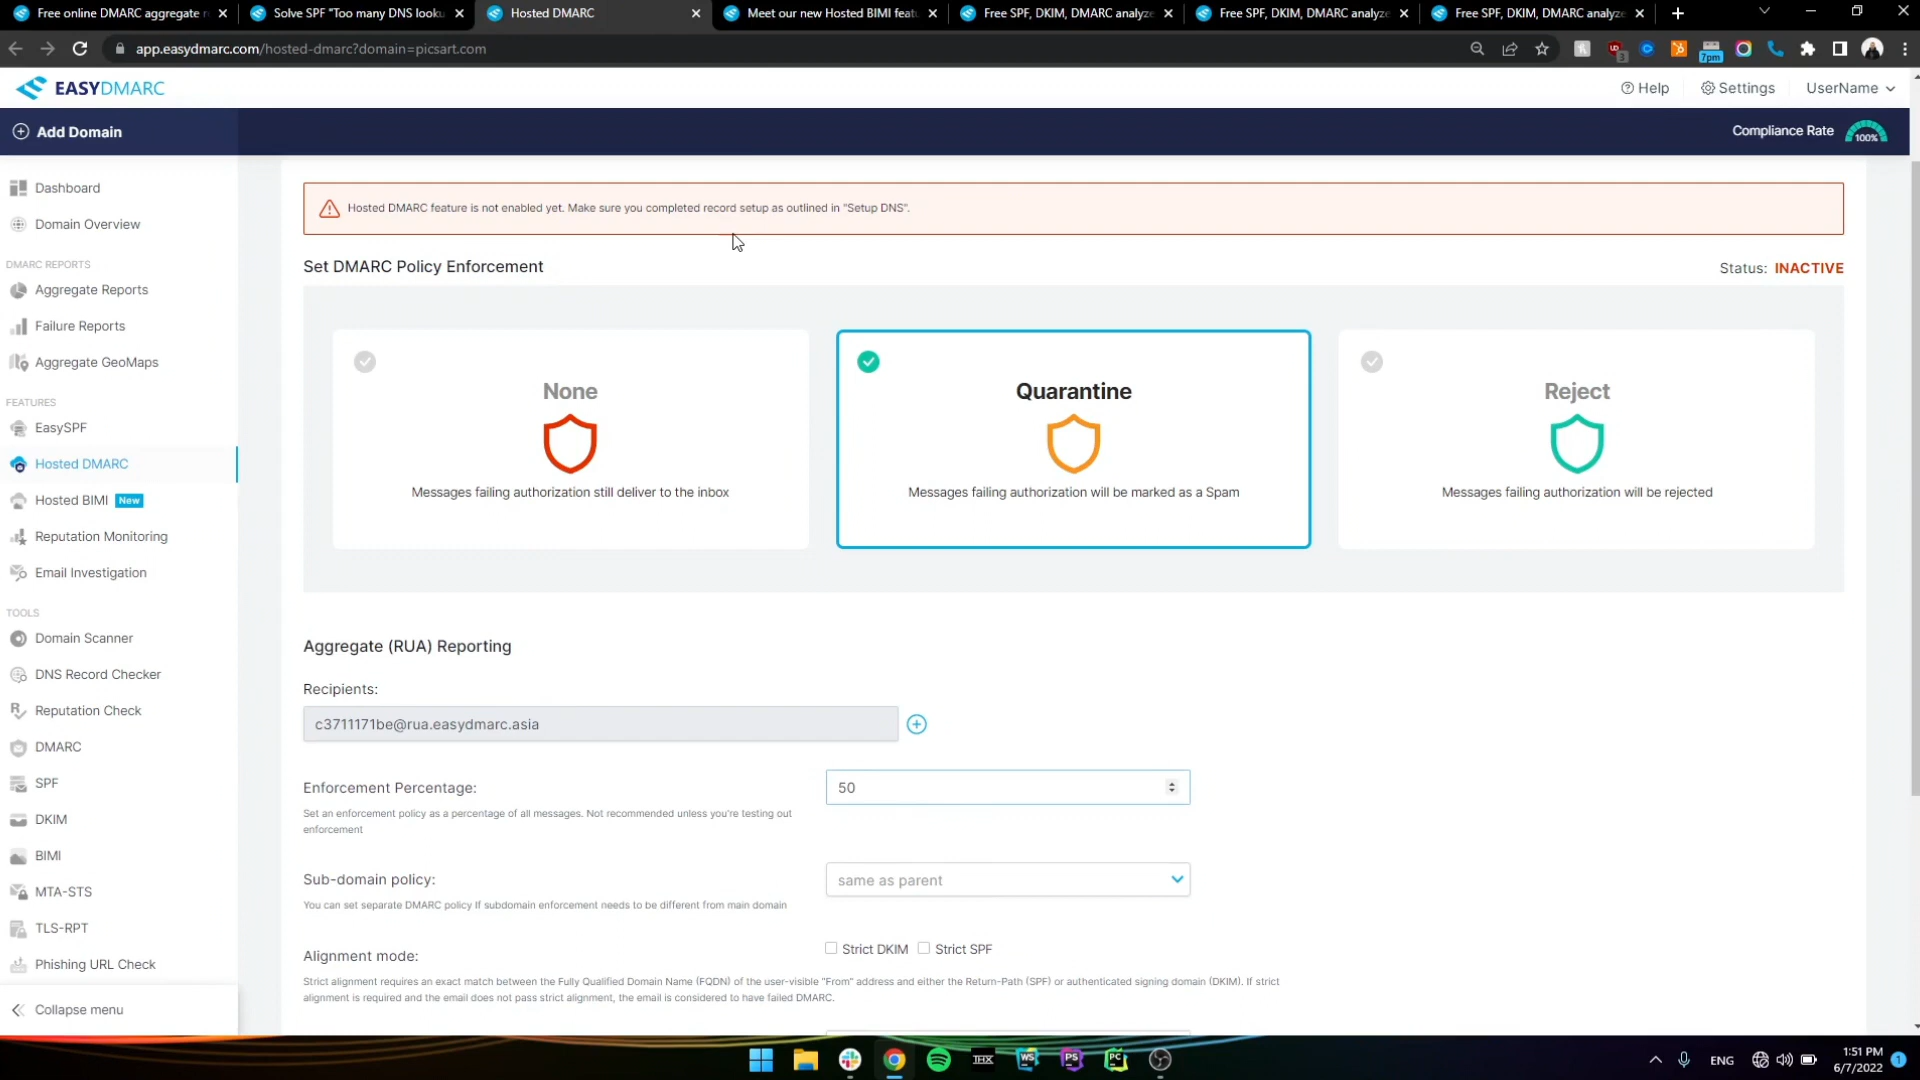 Free online DMARC aggregate r
Solve SPF "Too many DNS looku
Hosted DMARC
Meet our new Hosted BIMI feat
Free SPF, DKIM, DMARC analyze
Free SPF, DKIM, DMARC analyze
Free SPF, DKIM, DMARC analyze
app.easydmarc.com/hosted-dmarc?domain=picsart.com
3
7pm
EASYDMARC
Help
Settings
UserName
Add Domain
Compliance Rate
100%
Dashboard
Domain Overview
DMARC REPORTS
Aggregate Reports
Failure Reports
Aggregate GeoMaps
FEATURES
EasySPF
Hosted DMARC
Hosted BIMI New
Reputation Monitoring
Email Investigation
TOOLS
Domain Scanner
DNS Record Checker
Reputation Check
DMARC
SPF
DKIM
BIMI
MTA-STS
TLS-RPT
Phishing URL Check
Collapse menu
Hosted DMARC feature is not enabled yet. Make sure you completed record setup as outlined in "Setup DNS".
Set DMARC Policy Enforcement
Status: INACTIVE
None
Messages failing authorization still deliver to the inbox
Quarantine
Messages failing authorization will be marked as a Spam
Reject
Messages failing authorization will be rejected
Aggregate (RUA) Reporting
Recipients:
c3711171be@rua.easydmarc.asia
Enforcement Percentage:
50
Set an enforcement policy as a percentage of all messages. Not recommended unless you're testing out
enforcement
Sub-domain policy:
same as parent
You can set separate DMARC policy If subdomain enforcement needs to be different from main domain
Alignment mode:
Strict DKIM
Strict SPF
Strict alignment requires an exact match between the Fully Qualified Domain Name (FQDN) of the user-visible "From" address and either the Return-Path (SPF) or authenticated signing domain (DKIM). If strict
alignment is required and the email does not pass strict alignment, the email is considered to have failed DMARC.
THX
WS
PS
PC
ENG
1:51 PM
6/7/2022
1